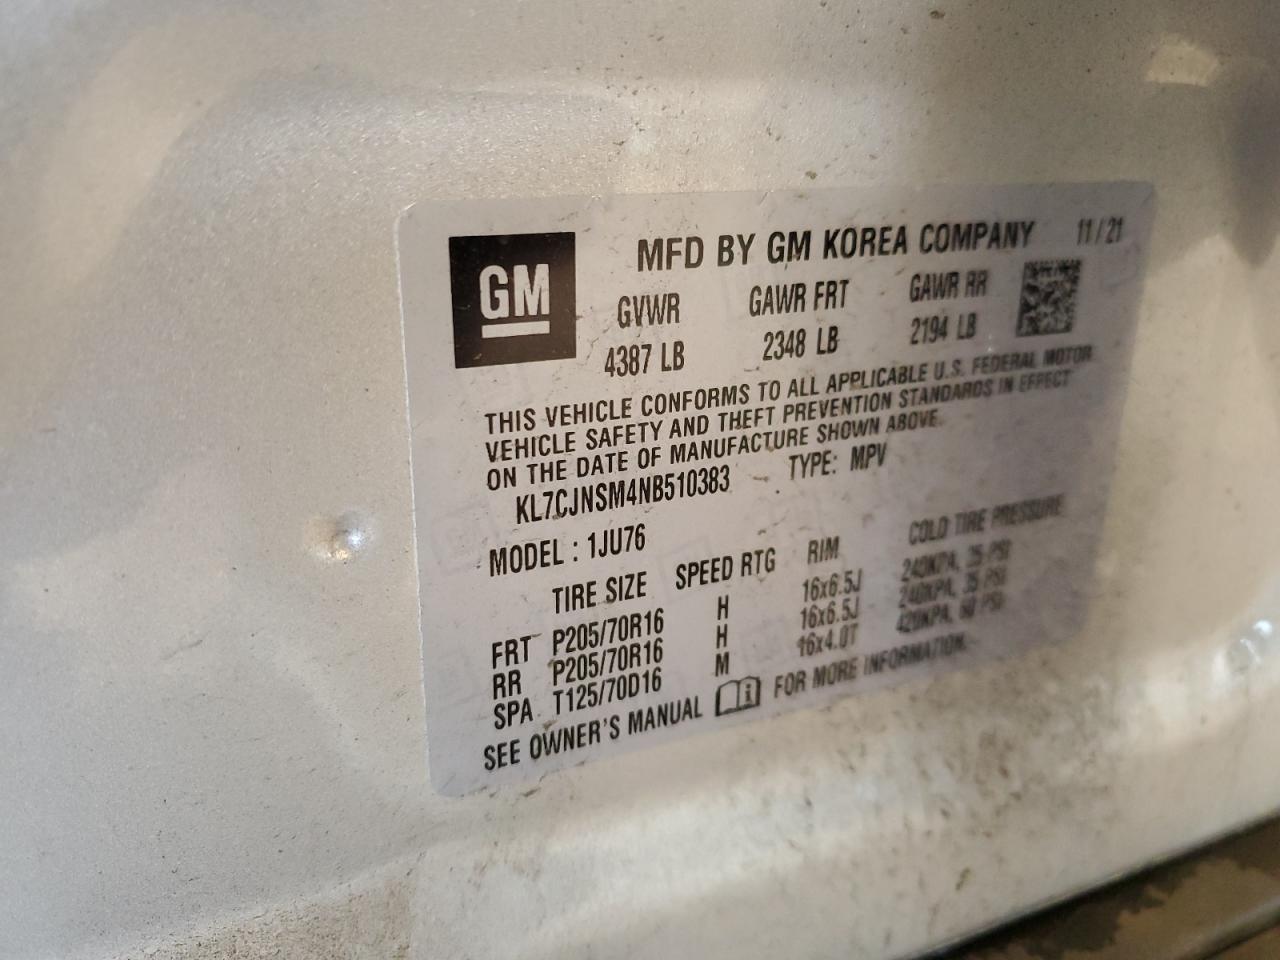 GM
MFD BY GM KOREA COMPANY 11/21
GVWR GAWR FRT GAWR RR
4387 LB 2348 LB 2194 LB
THIS VEHICLE CONFORMS TO ALL APPLICABLE U.S. FEDERAL MOTOR
VEHICLE SAFETY AND THEFT PREVENTION STANDARDS IN EFFECT
ON THE DATE OF MANUFACTURE SHOWN ABOVE.
KL7CJNSM4NB510383 TYPE: MPV
MODEL : 1JU76
TIRE SIZE SPEED RTG RIM COLD TIRE PRESSURE
FRT P205/70R16 H 16x6.5J 240KPA, 35 PSI
RR P205/70R16 H 16x6.5J 240KPA, 35 PSI
SPA T125/70D16 M 16x4.0T 420KPA, 60 PSI
SEE OWNER'S MANUAL FOR MORE INFORMATION.